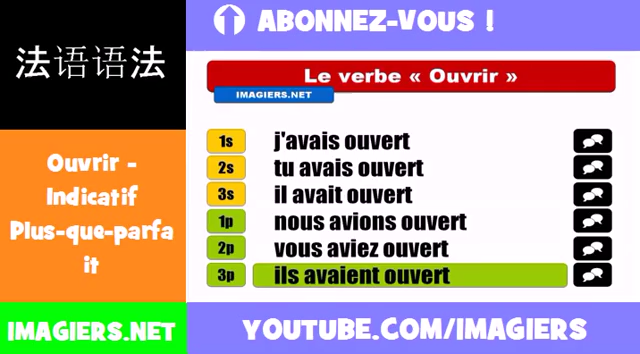 法语语法
Ouvrir -
Indicatif
Plus-que-parfa
it
IMAGIERS.NET
ABONNEZ-VOUS !
Le verbe « Ouvrir »
IMAGIERS.NET
1s j'avais ouvert
2s tu avais ouvert
3s il avait ouvert
1p nous avions ouvert
2p vous aviez ouvert
3p ils avaient ouvert
YOUTUBE.COM/IMAGIERS